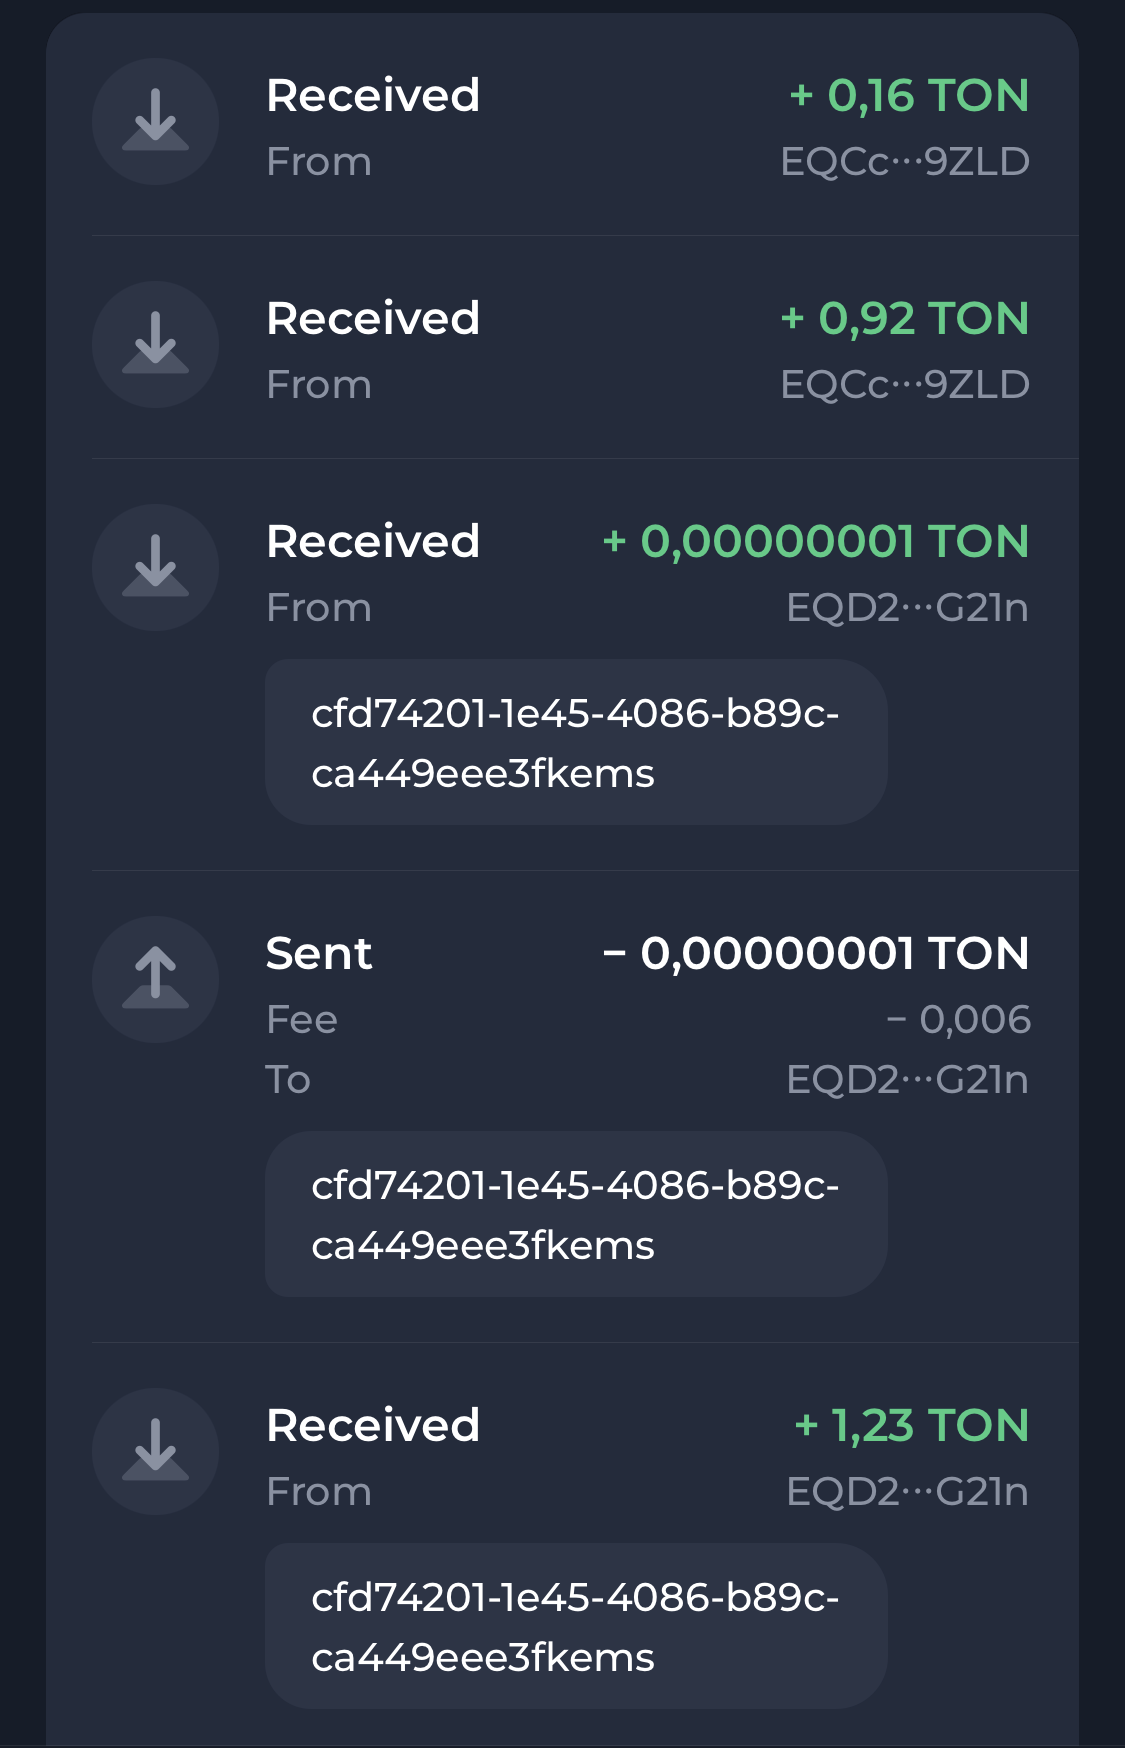 Received + 0,16 TON
From EQCc···9ZLD
Received + 0,92 TON
From EQCc···9ZLD
Received + 0,00000001 TON
From EQD2···G21n
cfd74201-1e45-4086-b89c-
ca449eee3fkems
Sent − 0,00000001 TON
Fee − 0,006
To EQD2···G21n
cfd74201-1e45-4086-b89c-
ca449eee3fkems
Received + 1,23 TON
From EQD2···G21n
cfd74201-1e45-4086-b89c-
ca449eee3fkems